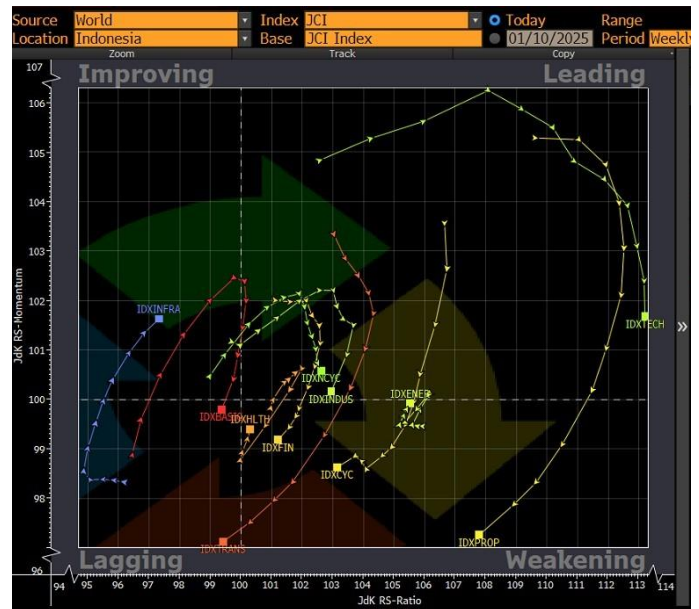 Source World Index JCI Today Range
Location Indonesia Base JCI Index 01/10/2025 Period Weekly
Zoom Track Copy
107
Improving Leading
106
105
104
103
102
101
100
99
98
96
JdK RS-Momentum
IDXINFRA
IDXTECH
IDXNCYC
IDXINDUS
IDXENER
IDXBASIC
IDXHLTH
IDXFIN
IDXCYC
IDXTRANS
IDXPROP
»
Lagging Weakening
94 95 96 97 98 99 100 101 102 103 104 105 106 107 108 109 110 111 112 113 114
JdK RS-Ratio